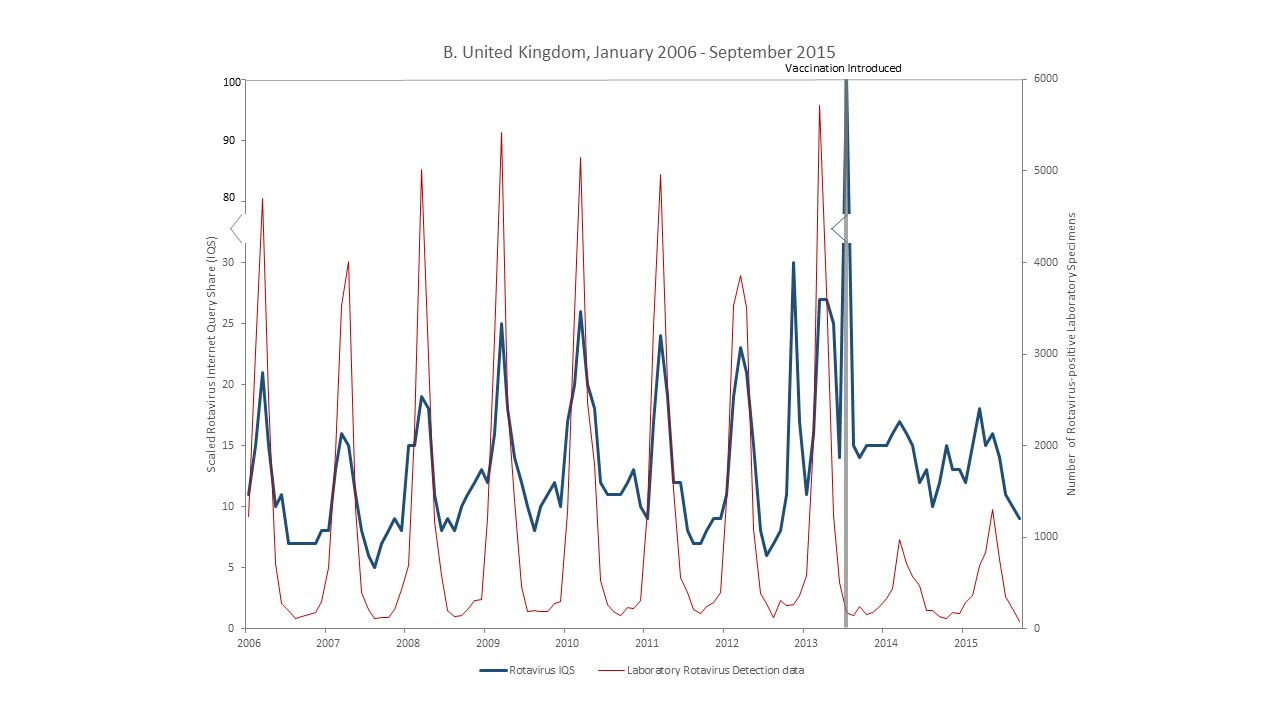 B. United Kingdom, January 2006 - September 2015
Vaccination Introduced
100
90
80
30
25
20
15
10
5
0
Scaled Rotavirus Internet Query Share (IQS)
6000
5000
4000
3000
2000
1000
0
Number of Rotavirus-positive Laboratory Specimens
2006 2007 2008 2009 2010 2011 2012 2013 2014 2015
Rotavirus IQS Laboratory Rotavirus Detection data